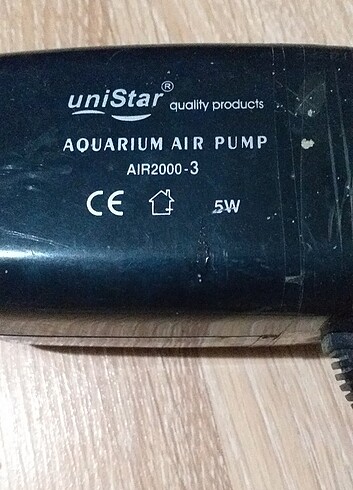 uniStar® quality products
AQUARIUM AIR PUMP
AIR2000-3
CE 5W